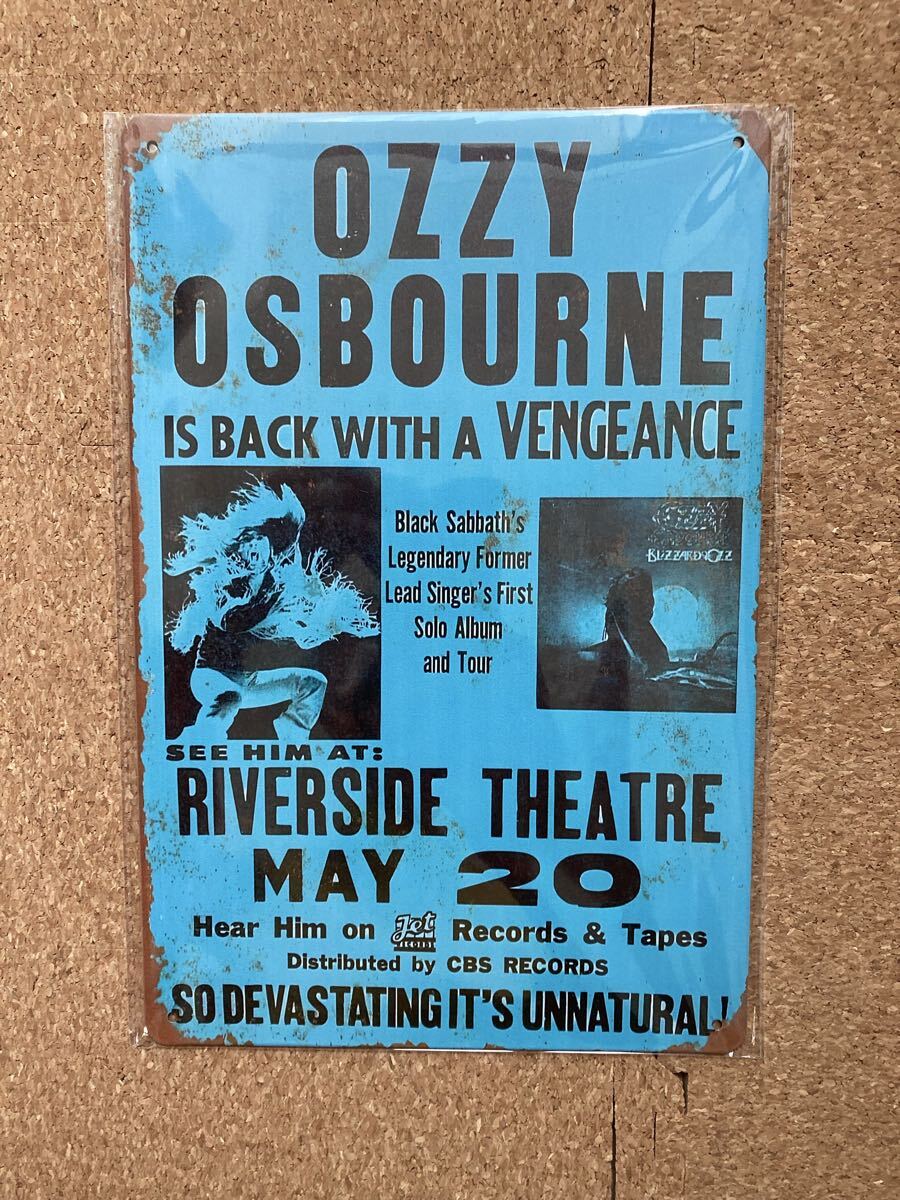 OZZY
OSBOURNE
IS BACK WITH A VENGEANCE
Black Sabbath's
Legendary Former
Lead Singer's First
Solo Album
and Tour
BLIZZARD OF OZZ
SEE HIM AT:
RIVERSIDE THEATRE
MAY 20
Hear Him on Jet RECORDS Records & Tapes
Distributed by CBS RECORDS
SO DEVASTATING IT'S UNNATURAL!